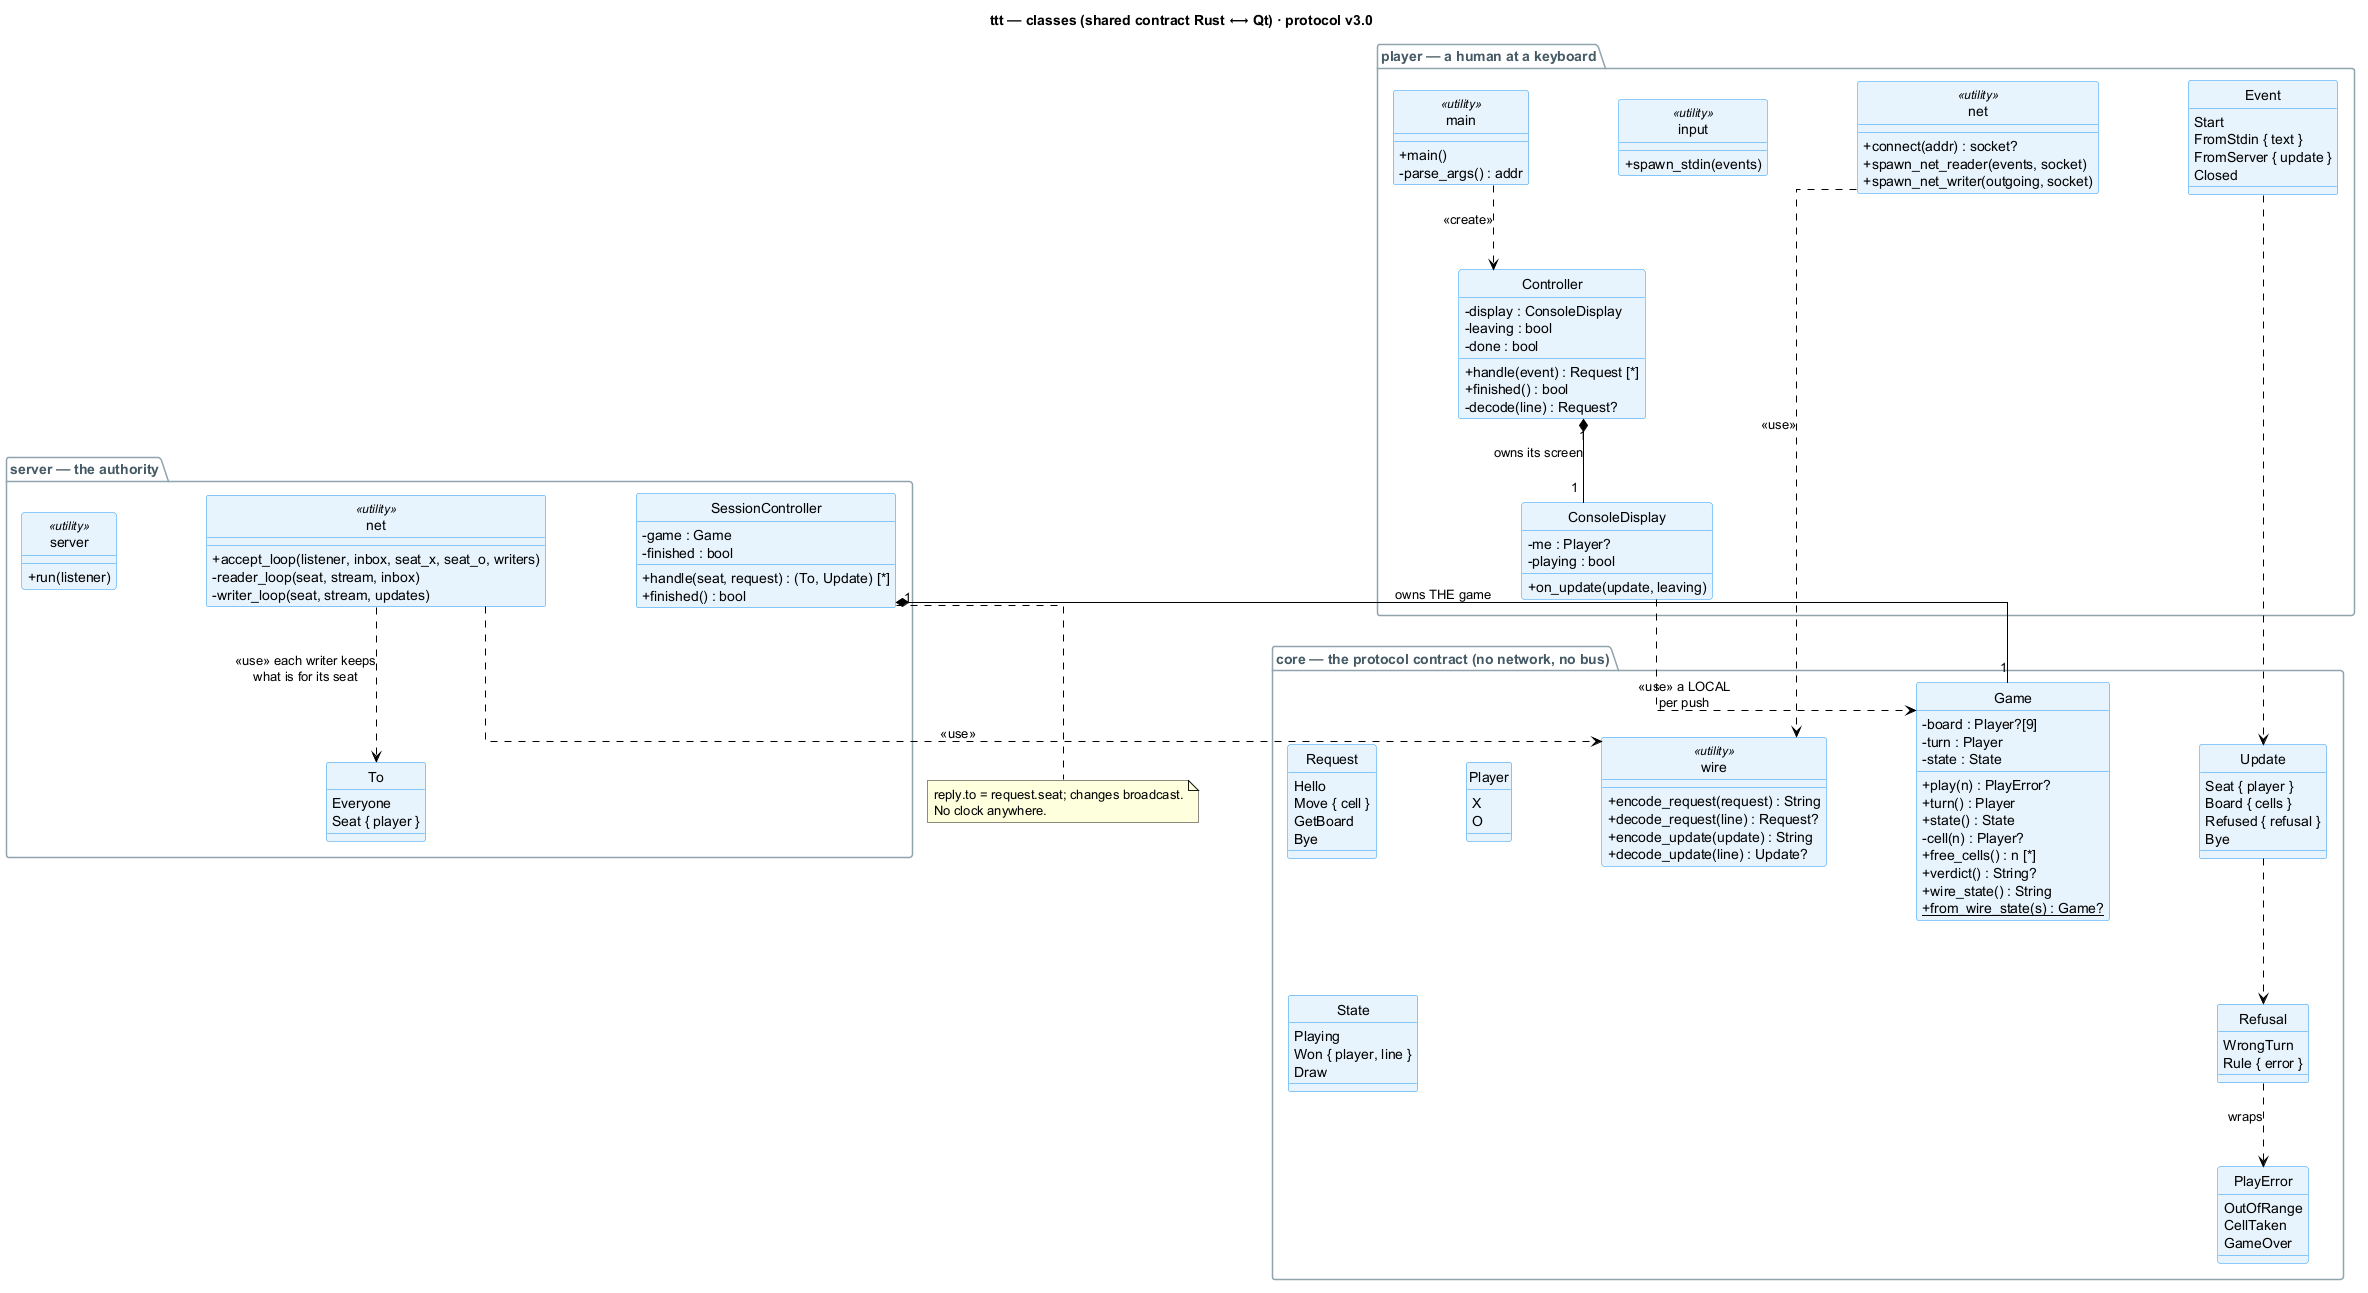 ttt — classes (shared contract Rust ⟷ Qt) · protocol v3.0
player — a human at a keyboard
«utility»
main
+main()
-parse_args() : addr
«utility»
input
+spawn_stdin(events)
«utility»
net
+connect(addr) : socket?
+spawn_net_reader(events, socket)
+spawn_net_writer(outgoing, socket)
Event
Start
FromStdin { text }
FromServer { update }
Closed
«create»
Controller
-display : ConsoleDisplay
-leaving : bool
-done : bool
+handle(event) : Request [*]
+finished() : bool
-decode(line) : Request?
«use»
1
owns its screen
1
ConsoleDisplay
-me : Player?
-playing : bool
+on_update(update, leaving)
server — the authority
«utility»
server
+run(listener)
«utility»
net
+accept_loop(listener, inbox, seat_x, seat_o, writers)
-reader_loop(seat, stream, inbox)
-writer_loop(seat, stream, updates)
SessionController
-game : Game
-finished : bool
+handle(seat, request) : (To, Update) [*]
+finished() : bool
1
owns THE game
1
«use» each writer keeps
what is for its seat
«use»
To
Everyone
Seat { player }
reply.to = request.seat; changes broadcast.
No clock anywhere.
core — the protocol contract (no network, no bus)
«use» a LOCAL
per push
Request
Hello
Move { cell }
GetBoard
Bye
Player
X
O
«utility»
wire
+encode_request(request) : String
+decode_request(line) : Request?
+encode_update(update) : String
+decode_update(line) : Update?
Game
-board : Player?[9]
-turn : Player
-state : State
+play(n) : PlayError?
+turn() : Player
+state() : State
-cell(n) : Player?
+free_cells() : n [*]
+verdict() : String?
+wire_state() : String
+from_wire_state(s) : Game?
Update
Seat { player }
Board { cells }
Refused { refusal }
Bye
State
Playing
Won { player, line }
Draw
Refusal
WrongTurn
Rule { error }
wraps
PlayError
OutOfRange
CellTaken
GameOver